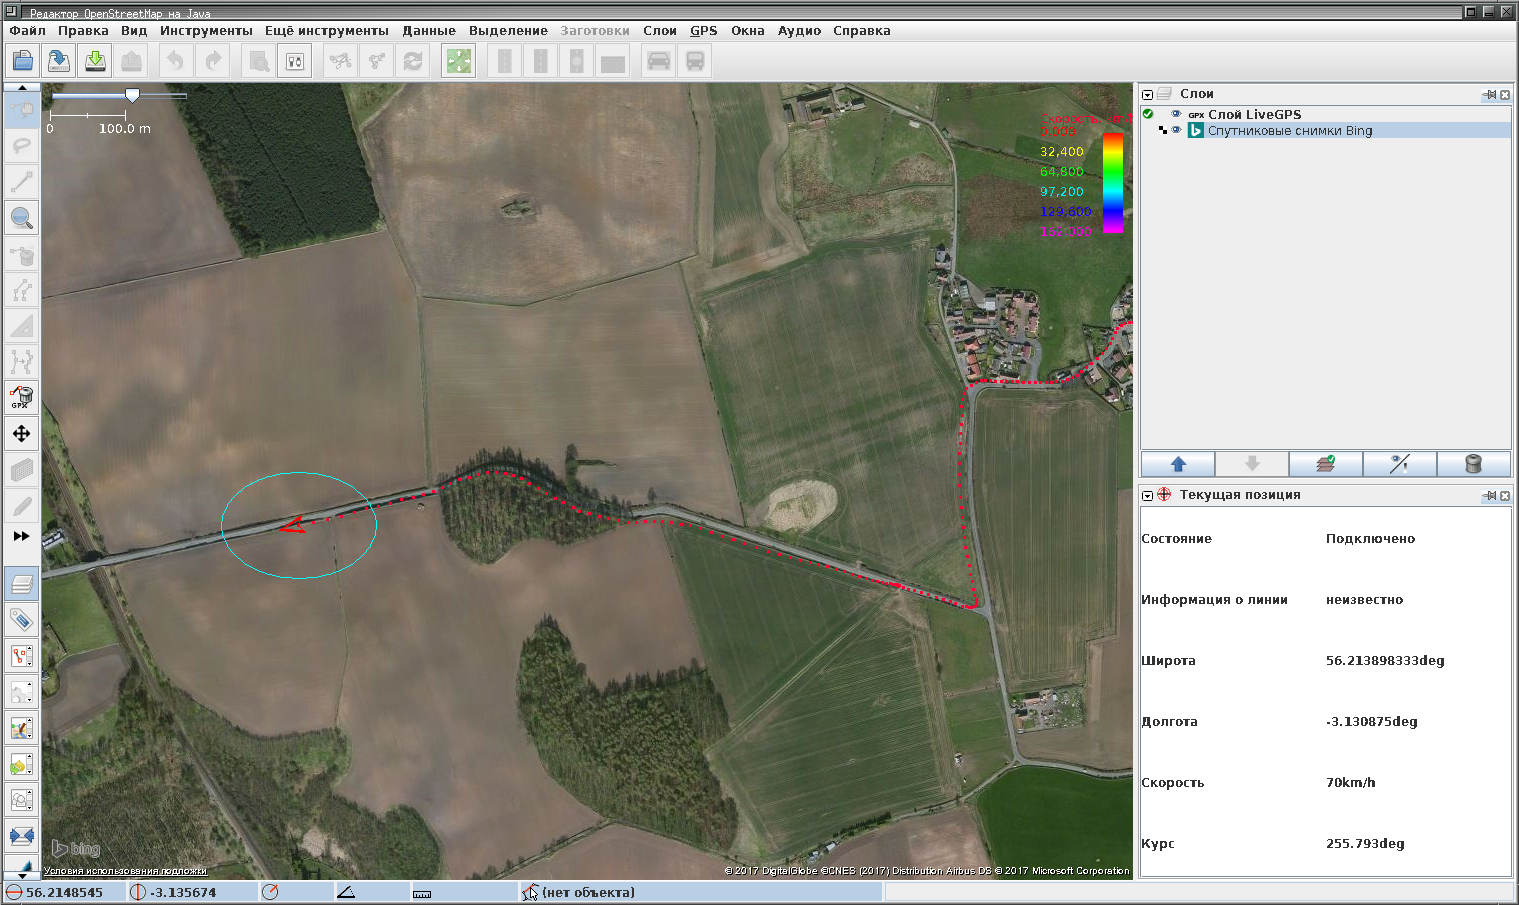 Редактор OpenStreetMap на Java
Файл Правка Вид Инструменты Ещё инструменты Данные Выделение Заготовки Слои GPS Окна Аудио Справка
0 100.0 m
Скорость
0,000
32,400
64,800
97,200
129,600
162,000
Слои
GPX Слой LiveGPS
Спутниковые снимки Bing
GPX
Текущая позиция
Состояние Подключено
Информация о линии неизвестно
Широта 56.213898333deg
Долгота -3.130875deg
Скорость 70km/h
Курс 255.793deg
bing
Условия использования подложки
© 2017 DigitalGlobe ©CNES (2017) Distribution Airbus DS © 2017 Microsoft Corporation
56.2148545 -3.135674 (нет объекта)